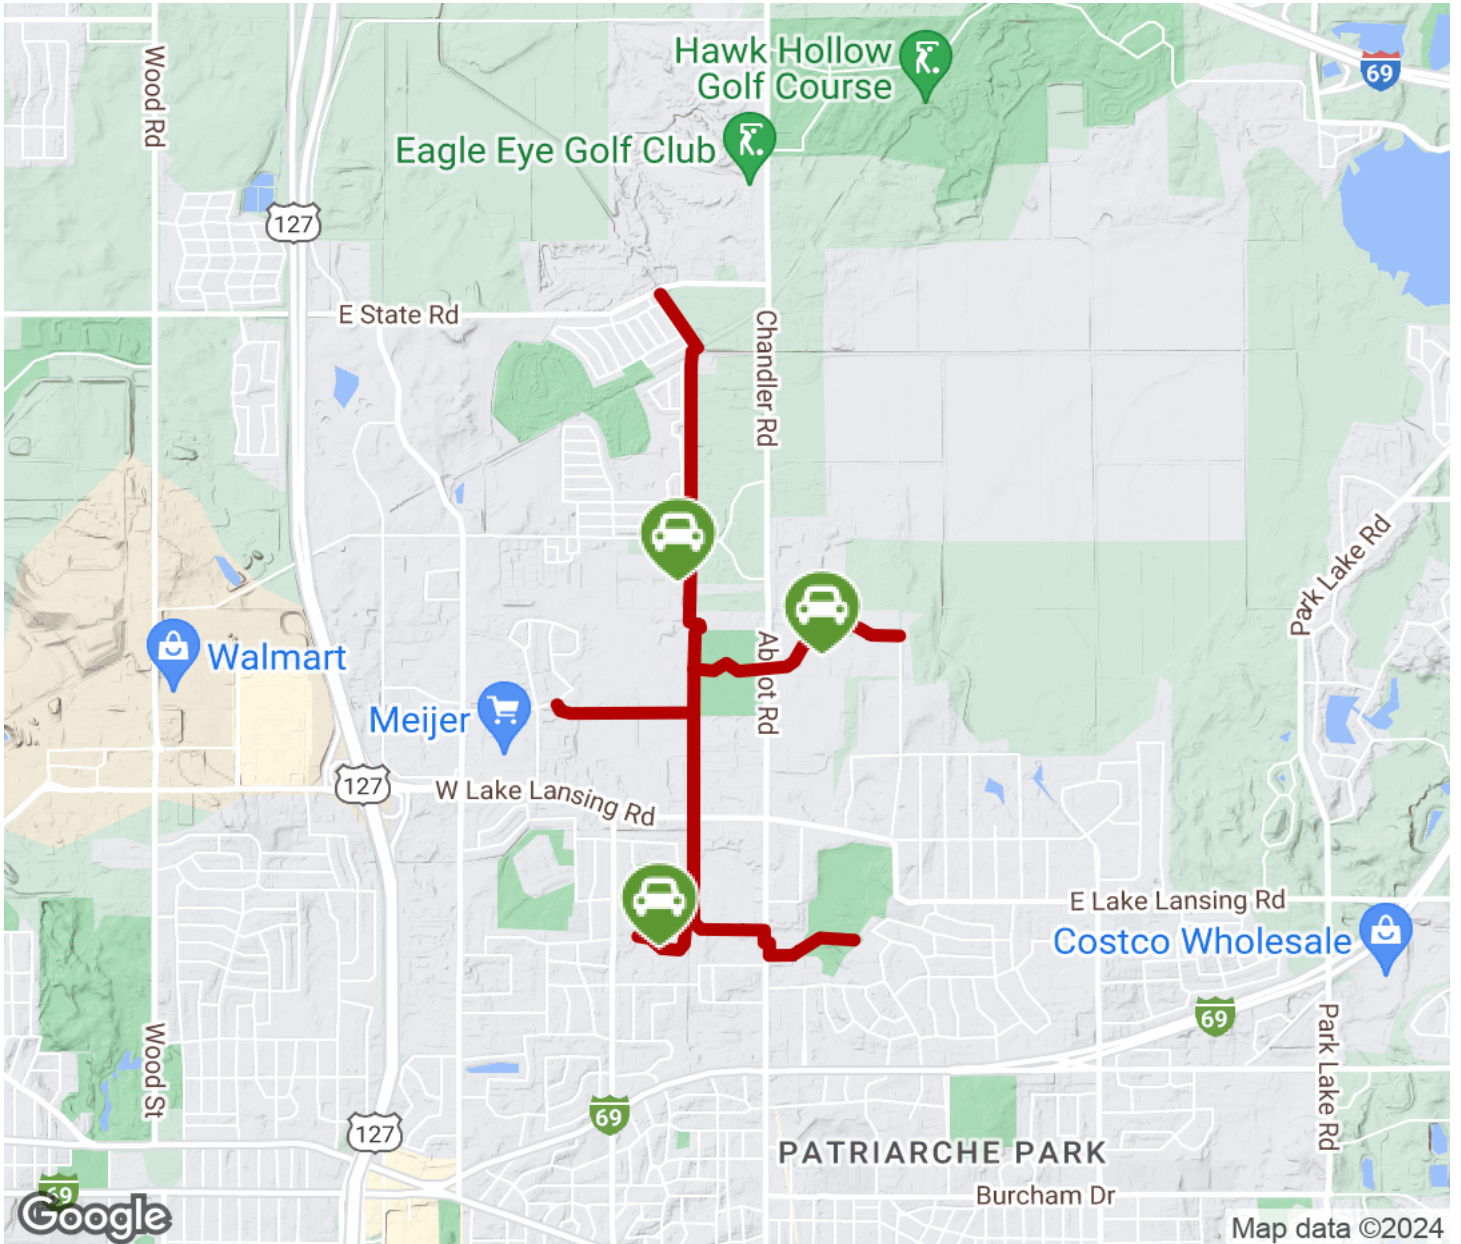 Hawk Hollow
Golf Course
69
Wood Rd
Eagle Eye Golf Club
127
E State Rd
Chandler Rd
Park Lake Rd
Abbot Rd
Walmart
Meijer
127
W Lake Lansing Rd
E Lake Lansing Rd
Costco Wholesale
69
Wood St
Park Lake Rd
69
127
PATRIARCHE PARK
69
Burcham Dr
Google
Map data ©2024